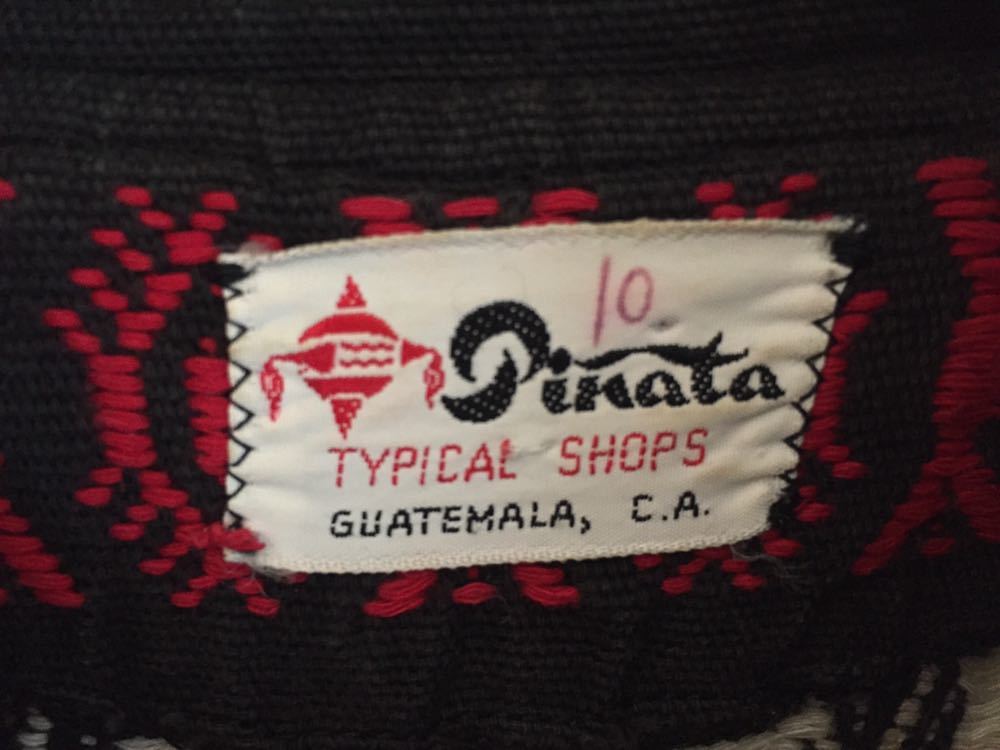 10
Piñata
TYPICAL SHOPS
GUATEMALA, C.A.